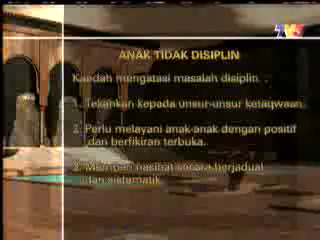 TV3
ANAK TIDAK DISIPLIN
Kaedah mengatasi masalah disiplin. .
1. Tekankan kepada unsur-unsur ketaqwaan.
2. Perlu melayani anak-anak dengan positif
dan berfikiran terbuka.
3. Memberi nasihat secara berjadual
dan sistematik